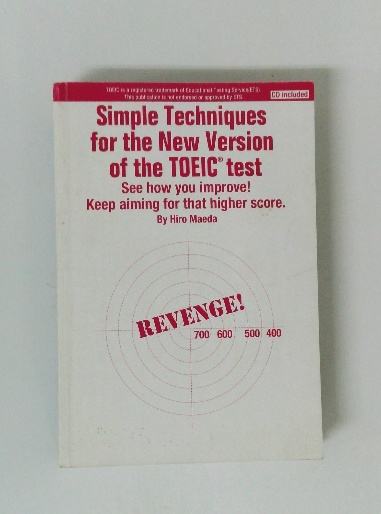 TOEIC is a registered trademark of Educational Testing Service(ETS).
This publication is not endorsed or approved by ETS.
CD included
Simple Techniques
for the New Version
of the TOEIC® test
See how you improve!
Keep aiming for that higher score.
By Hiro Maeda
REVENGE!
700 600 500 400